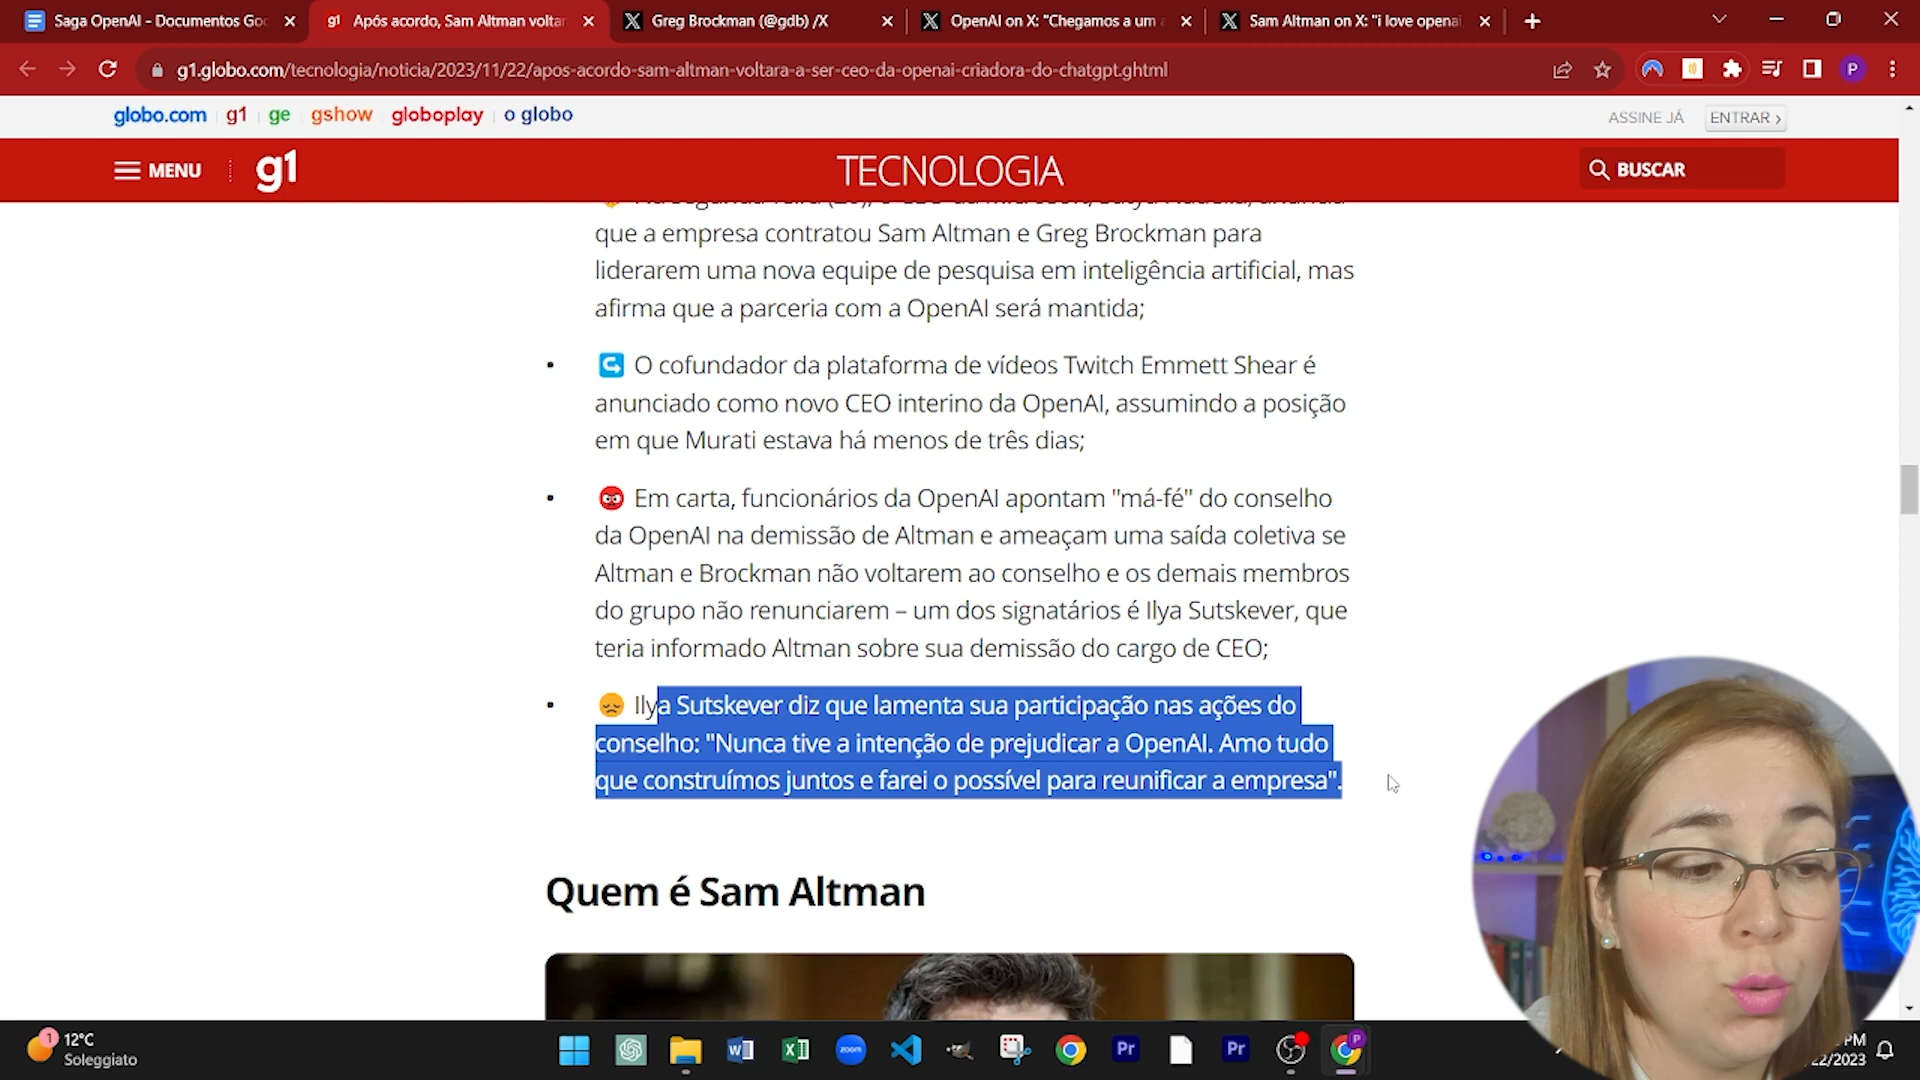 Saga OpenAI - Documentos Goo
g1 Após acordo, Sam Altman voltar
Greg Brockman (@gdb) /X
OpenAI on X: "Chegamos a um a
Sam Altman on X: "i love openai,
g1.globo.com/tecnologia/noticia/2023/11/22/apos-acordo-sam-altman-voltara-a-ser-ceo-da-openai-criadora-do-chatgpt.ghtml
P
globo.com g1 ge gshow globoplay o globo
ASSINE JÁ ENTRAR ›
MENU g1 TECNOLOGIA BUSCAR
que a empresa contratou Sam Altman e Greg Brockman para
liderarem uma nova equipe de pesquisa em inteligência artificial, mas
afirma que a parceria com a OpenAI será mantida;
• O cofundador da plataforma de vídeos Twitch Emmett Shear é
anunciado como novo CEO interino da OpenAI, assumindo a posição
em que Murati estava há menos de três dias;
• Em carta, funcionários da OpenAI apontam "má-fé" do conselho
da OpenAI na demissão de Altman e ameaçam uma saída coletiva se
Altman e Brockman não voltarem ao conselho e os demais membros
do grupo não renunciarem – um dos signatários é Ilya Sutskever, que
teria informado Altman sobre sua demissão do cargo de CEO;
• Ilya Sutskever diz que lamenta sua participação nas ações do
conselho: "Nunca tive a intenção de prejudicar a OpenAI. Amo tudo
que construímos juntos e farei o possível para reunificar a empresa".
Quem é Sam Altman
1
12°C
Soleggiato
zoom
Pr
Pr
P
PM
22/2023